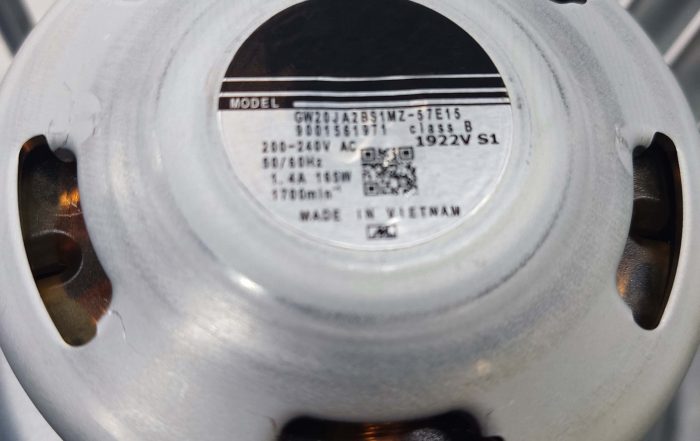 MODEL
GW20JA2BS1MZ-57E15
9001561971 class B
200-240V AC 1922V S1
50/60Hz
1.4A 165W
1700min⁻¹
MADE IN VIETNAM